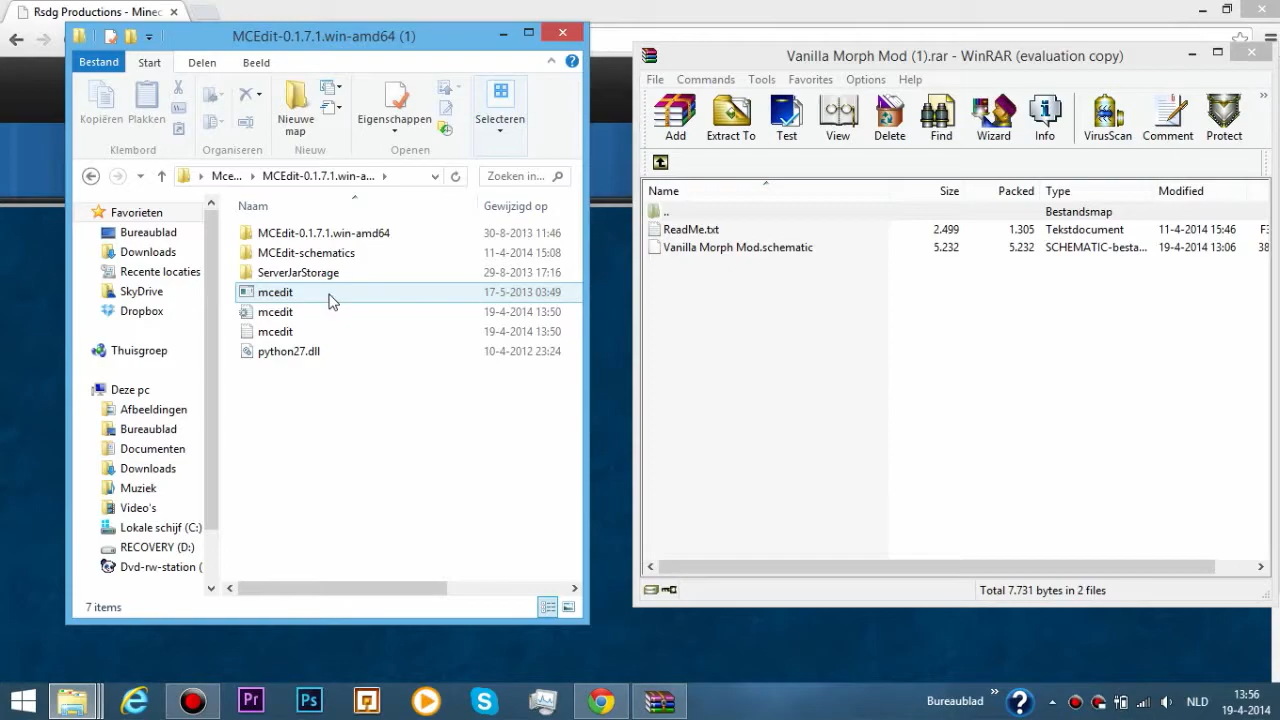 Rsdg Productions - Minec
MCEdit-0.1.7.1.win-amd64 (1)
Bestand
Start
Delen
Beeld
Kopiëren
Plakken
Nieuwe
map
Eigenschappen
Selecteren
Klembord
Organiseren
Nieuw
Openen
Mce...
MCEdit-0.1.7.1.win-a...
Zoeken in...
Naam
Gewijzigd op
Favorieten
Bureaublad
Downloads
Recente locaties
SkyDrive
Dropbox
Thuisgroep
Deze pc
Afbeeldingen
Bureaublad
Documenten
Downloads
Muziek
Video's
Lokale schijf (C:)
RECOVERY (D:)
Dvd-rw-station (
MCEdit-0.1.7.1.win-amd64 30-8-2013 11:46
MCEdit-schematics 11-4-2014 15:08
ServerJarStorage 29-8-2013 17:16
mcedit 17-5-2013 03:49
mcedit 19-4-2014 13:50
mcedit 19-4-2014 13:50
python27.dll 10-4-2012 23:24
7 items
Vanilla Morph Mod (1).rar - WinRAR (evaluation copy)
File Commands Tools Favorites Options Help
Add
Extract To
Test
View
Delete
Find
Wizard
Info
VirusScan
Comment
Protect
Name Size Packed Type Modified
.. Bestandsmap
ReadMe.txt 2.499 1.305 Tekstdocument 11-4-2014 15:46 F3
Vanilla Morph Mod.schematic 5.232 5.232 SCHEMATIC-besta... 19-4-2014 13:06 38
Total 7.731 bytes in 2 files
Pr
Ps
Bureaublad
NLD
13:56
19-4-2014